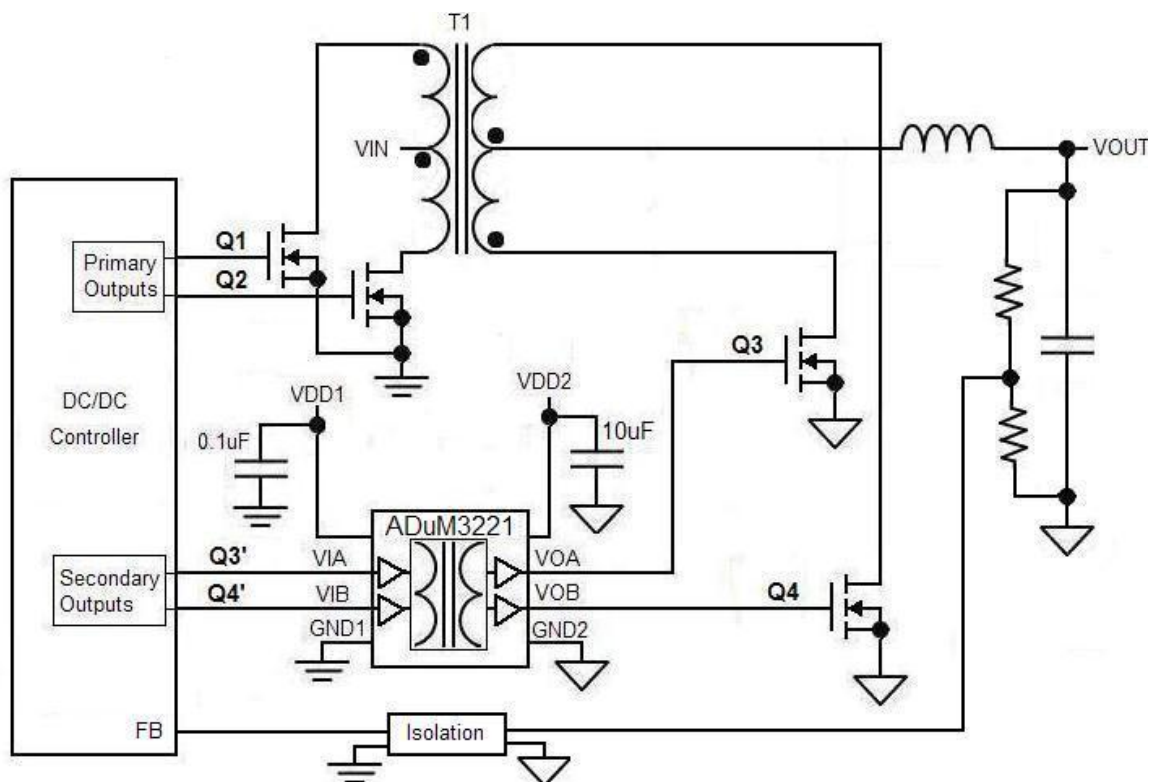 T1
VIN
VOUT
Primary
Outputs
Q1
Q2
Q3
VDD1
VDD2
DC/DC
Controller
0.1uF
10uF
ADuM3221
Secondary
Outputs
Q3'
Q4'
VIA
VIB
GND1
VOA
VOB
GND2
Q4
FB
Isolation